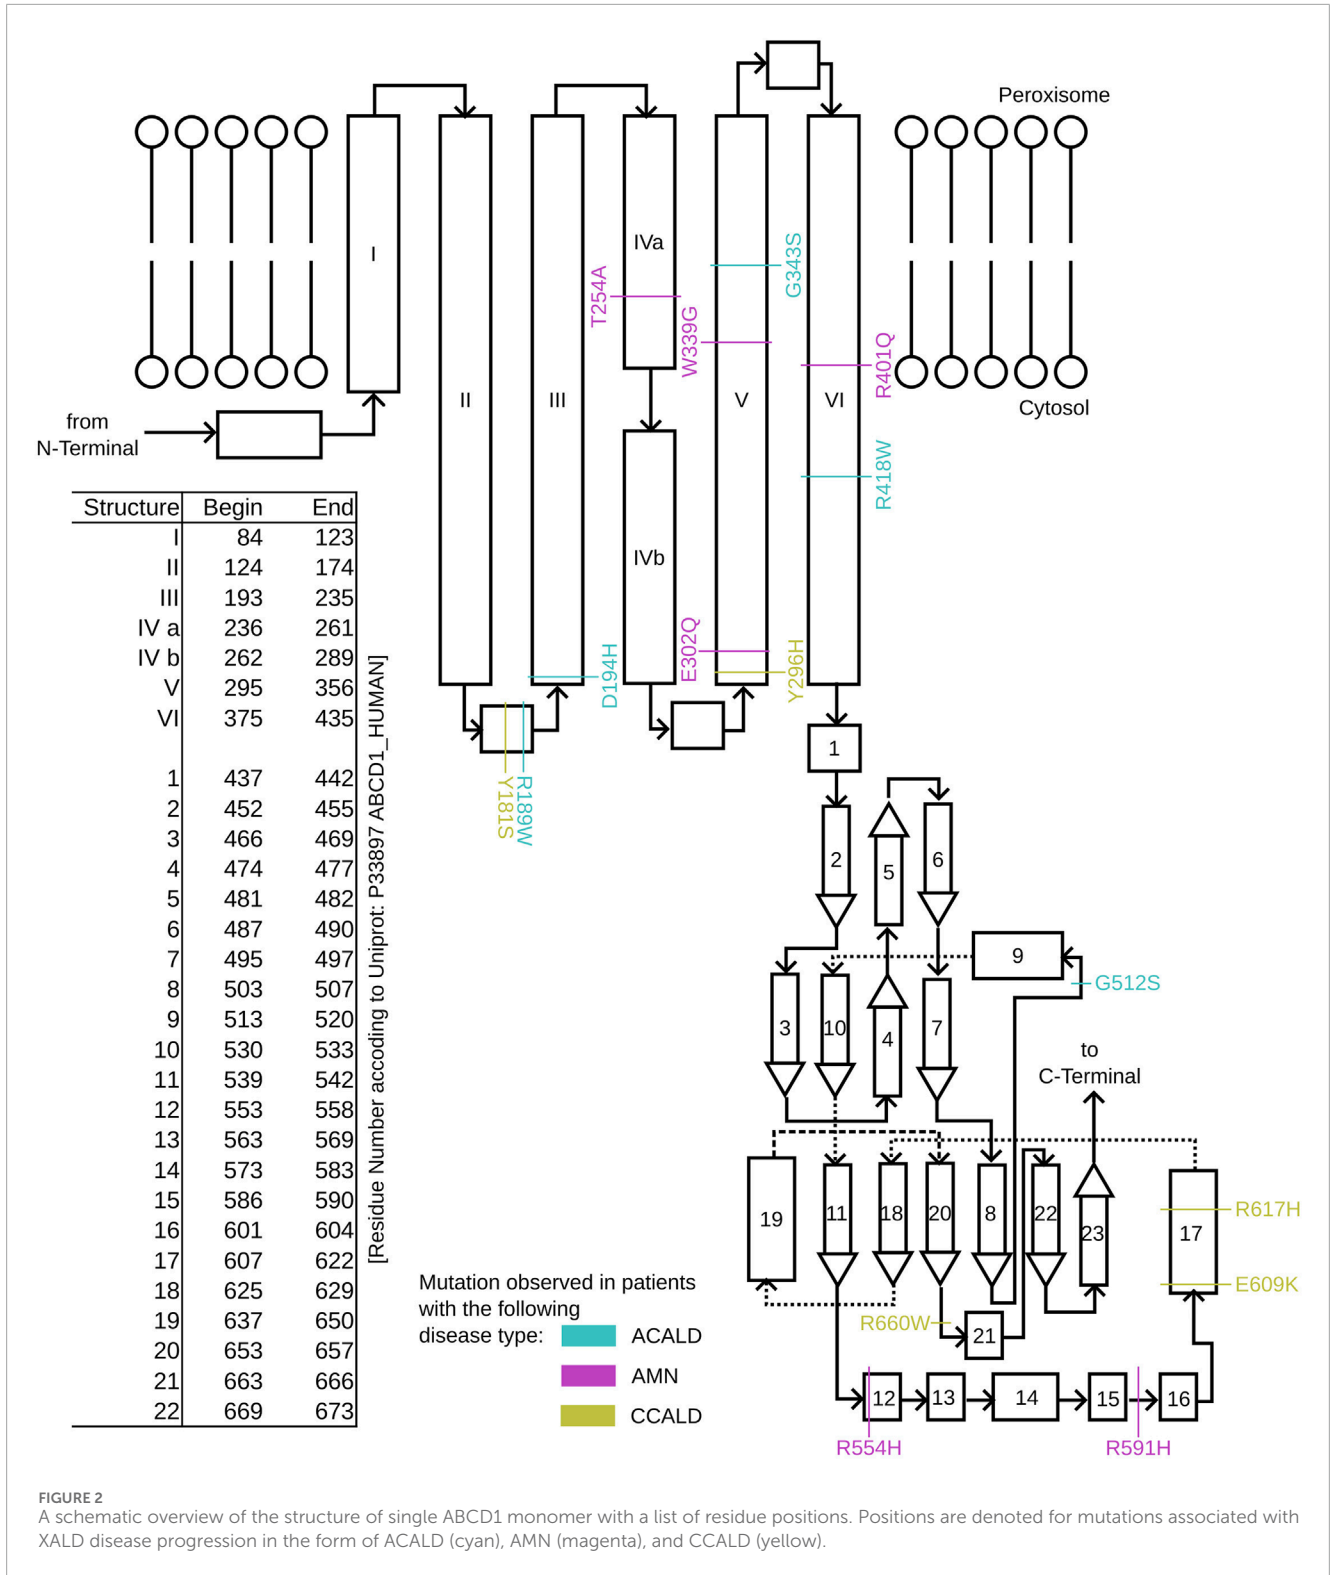 Peroxisome
I
II
III
IVa
IVb
V
VI
T254A
W339G
G343S
R401Q
R418W
Cytosol
from
N-Terminal
E302Q
Y296H
D194H
Y181S
R189W
Structure Begin End
I 84 123
II 124 174
III 193 235
IV a 236 261
IV b 262 289
V 295 356
VI 375 435
1 437 442
2 452 455
3 466 469
4 474 477
5 481 482
6 487 490
7 495 497
8 503 507
9 513 520
10 530 533
11 539 542
12 553 558
13 563 569
14 573 583
15 586 590
16 601 604
17 607 622
18 625 629
19 637 650
20 653 657
21 663 666
22 669 673
[Residue Number accoding to Uniprot: P33897 ABCD1_HUMAN]
1
2
5
6
9
G512S
3
10
4
7
to
C-Terminal
19
11
18
20
8
22
23
17
R617H
E609K
R660W
21
12
13
14
15
16
R554H
R591H
Mutation observed in patients
with the following
disease type:
ACALD
AMN
CCALD
FIGURE 2
A schematic overview of the structure of single ABCD1 monomer with a list of residue positions. Positions are denoted for mutations associated with
XALD disease progression in the form of ACALD (cyan), AMN (magenta), and CCALD (yellow).